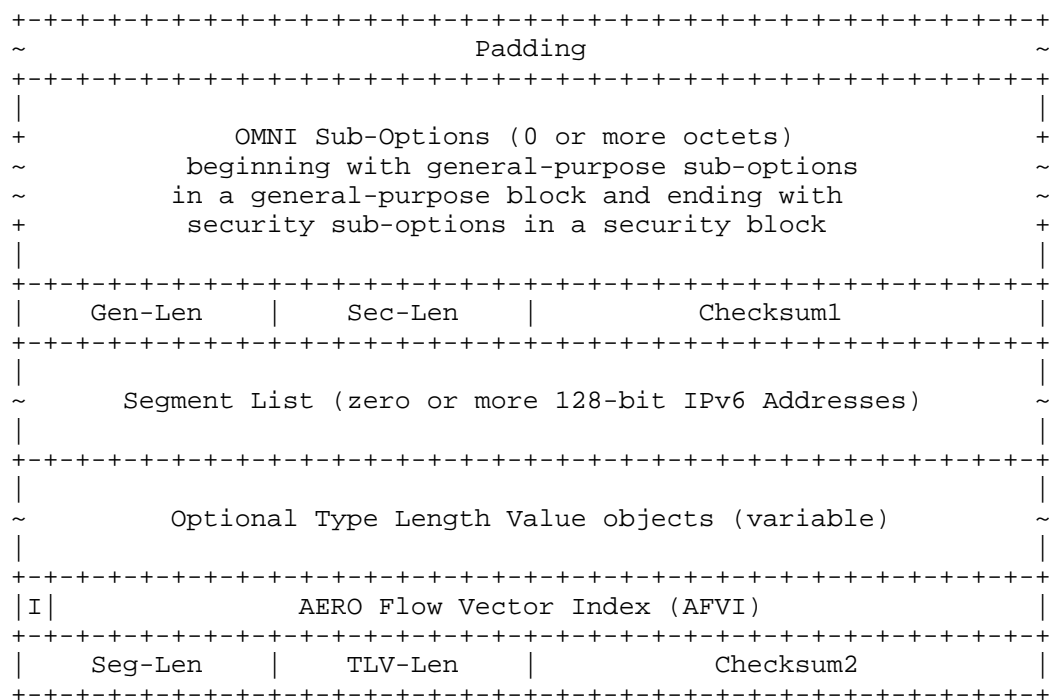 +-+-+-+-+-+-+-+-+-+-+-+-+-+-+-+-+-+-+-+-+-+-+-+-+-+-+-+-+-+-+-+-+
~                            Padding                            ~
+-+-+-+-+-+-+-+-+-+-+-+-+-+-+-+-+-+-+-+-+-+-+-+-+-+-+-+-+-+-+-+-+
|                                                               |
+             OMNI Sub-Options (0 or more octets)               +
~          beginning with general-purpose sub-options           ~
~         in a general-purpose block and ending with            ~
+          security sub-options in a security block             +
|                                                               |
+-+-+-+-+-+-+-+-+-+-+-+-+-+-+-+-+-+-+-+-+-+-+-+-+-+-+-+-+-+-+-+-+
|    Gen-Len    |    Sec-Len    |          Checksum1            |
+-+-+-+-+-+-+-+-+-+-+-+-+-+-+-+-+-+-+-+-+-+-+-+-+-+-+-+-+-+-+-+-+
|                                                               |
~      Segment List (zero or more 128-bit IPv6 Addresses)       ~
|                                                               |
+-+-+-+-+-+-+-+-+-+-+-+-+-+-+-+-+-+-+-+-+-+-+-+-+-+-+-+-+-+-+-+-+
|                                                               |
~         Optional Type Length Value objects (variable)         ~
|                                                               |
+-+-+-+-+-+-+-+-+-+-+-+-+-+-+-+-+-+-+-+-+-+-+-+-+-+-+-+-+-+-+-+-+
|I|               AERO Flow Vector Index (AFVI)                 |
+-+-+-+-+-+-+-+-+-+-+-+-+-+-+-+-+-+-+-+-+-+-+-+-+-+-+-+-+-+-+-+-+
|    Seg-Len    |    TLV-Len    |           Checksum2           |
+-+-+-+-+-+-+-+-+-+-+-+-+-+-+-+-+-+-+-+-+-+-+-+-+-+-+-+-+-+-+-+-+